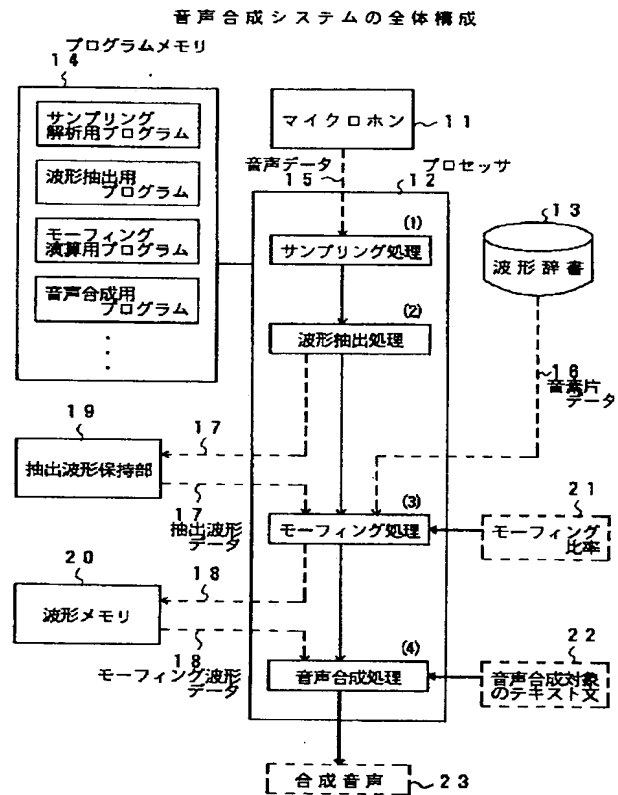 音声合成システムの全体構成
プログラムメモリ
14
サンプリング
解析用プログラム
波形抽出用
プログラム
モーフィング
演算用プログラム
音声合成用
プログラム
マイクロホン
11
音声データ
15
プロセッサ
12
(1)
サンプリング処理
(2)
波形抽出処理
13
波形辞書
16
音素片
データ
19
抽出波形保持部
17
17
抽出波形
データ
(3)
モーフィング処理
21
モーフィング
比率
20
波形メモリ
18
18
モーフィング波形
データ
(4)
音声合成処理
22
音声合成対象
のテキスト文
合成音声
23